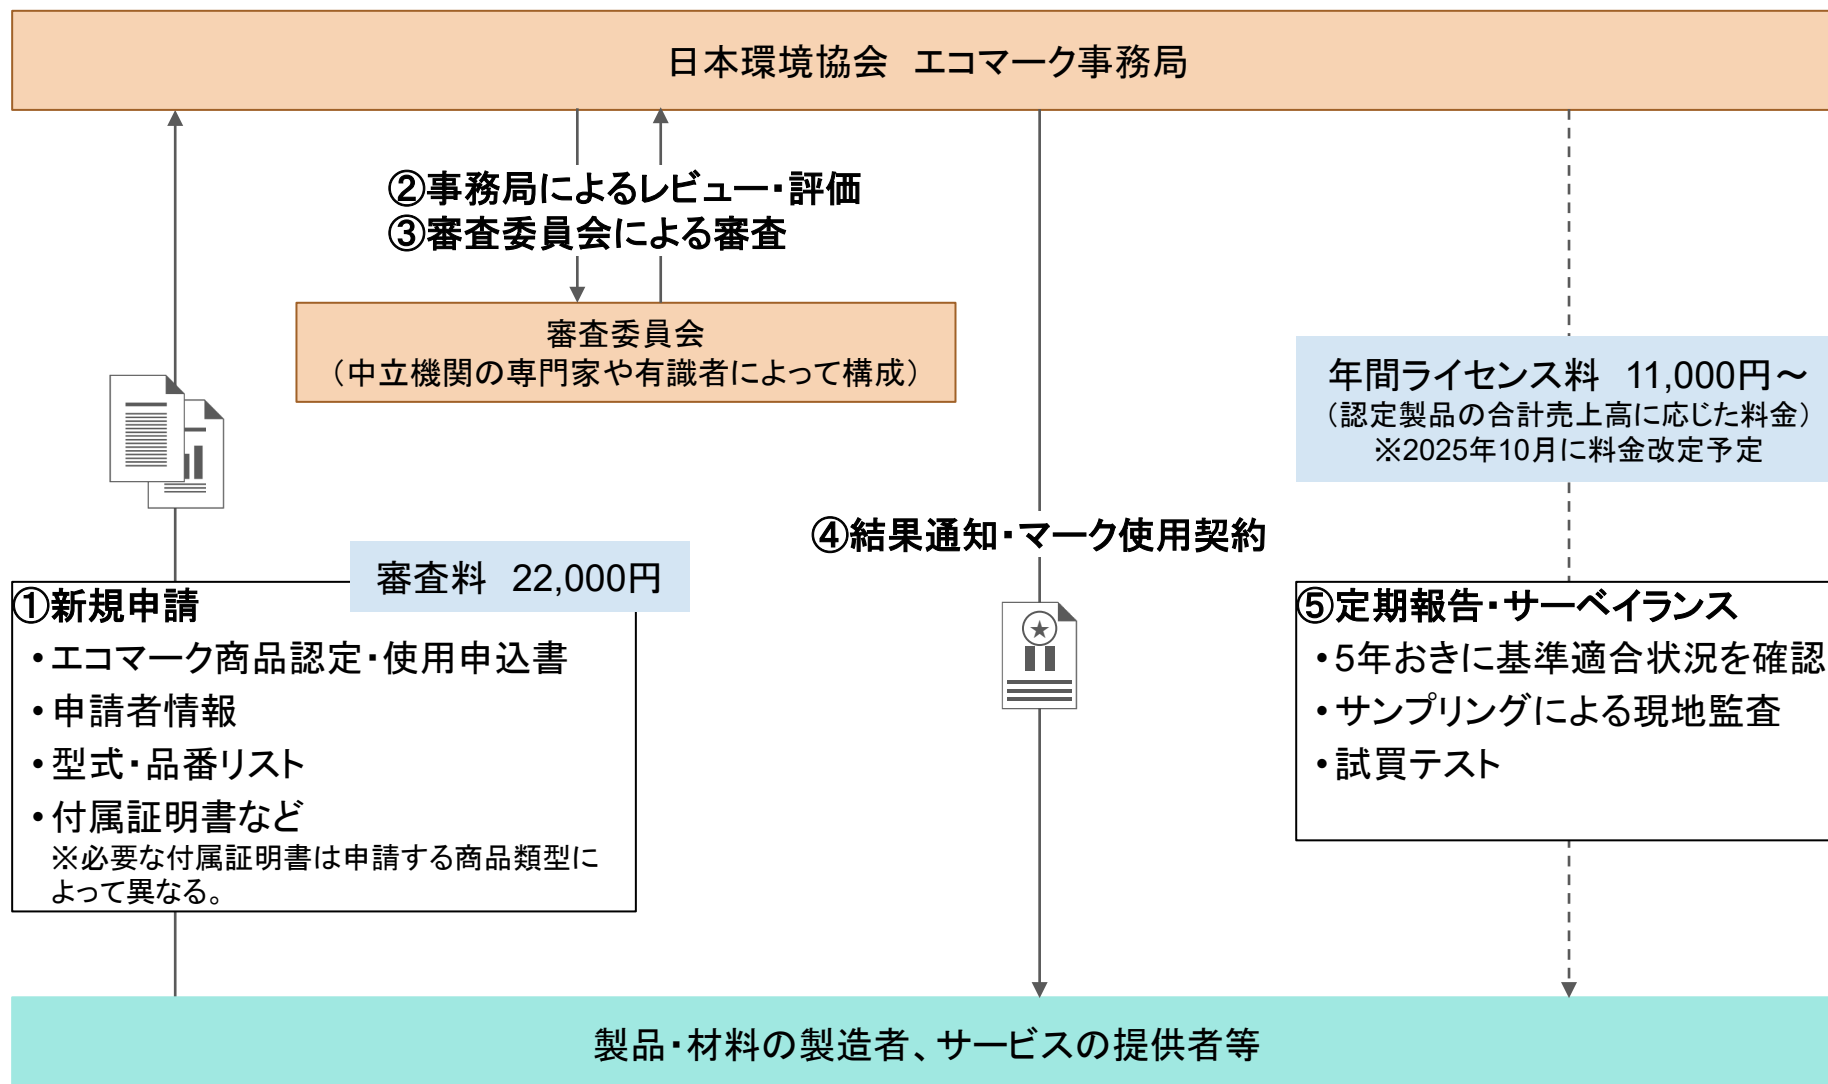 日本環境協会　エコマーク事務局
②事務局によるレビュー・評価
③審査委員会による審査
審査委員会
（中立機関の専門家や有識者によって構成）
年間ライセンス料　11,000円～
（認定製品の合計売上高に応じた料金）
※2025年10月に料金改定予定
④結果通知・マーク使用契約
審査料　22,000円
①新規申請
・エコマーク商品認定・使用申込書
・申請者情報
・型式・品番リスト
・付属証明書など
※必要な付属証明書は申請する商品類型に
よって異なる。
⑤定期報告・サーベイランス
・5年おきに基準適合状況を確認
・サンプリングによる現地監査
・試買テスト
製品・材料の製造者、サービスの提供者等